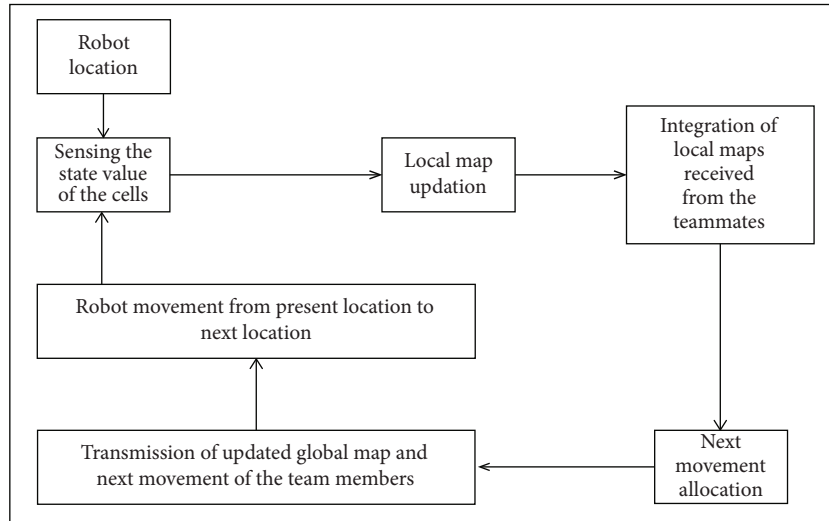 Robot
location
Sensing the
state value
of the cells
Local map
updation
Integration of
local maps
received
from the
teammates
Next
movement
allocation
Transmission of updated global map and
next movement of the team members
Robot movement from present location to
next location